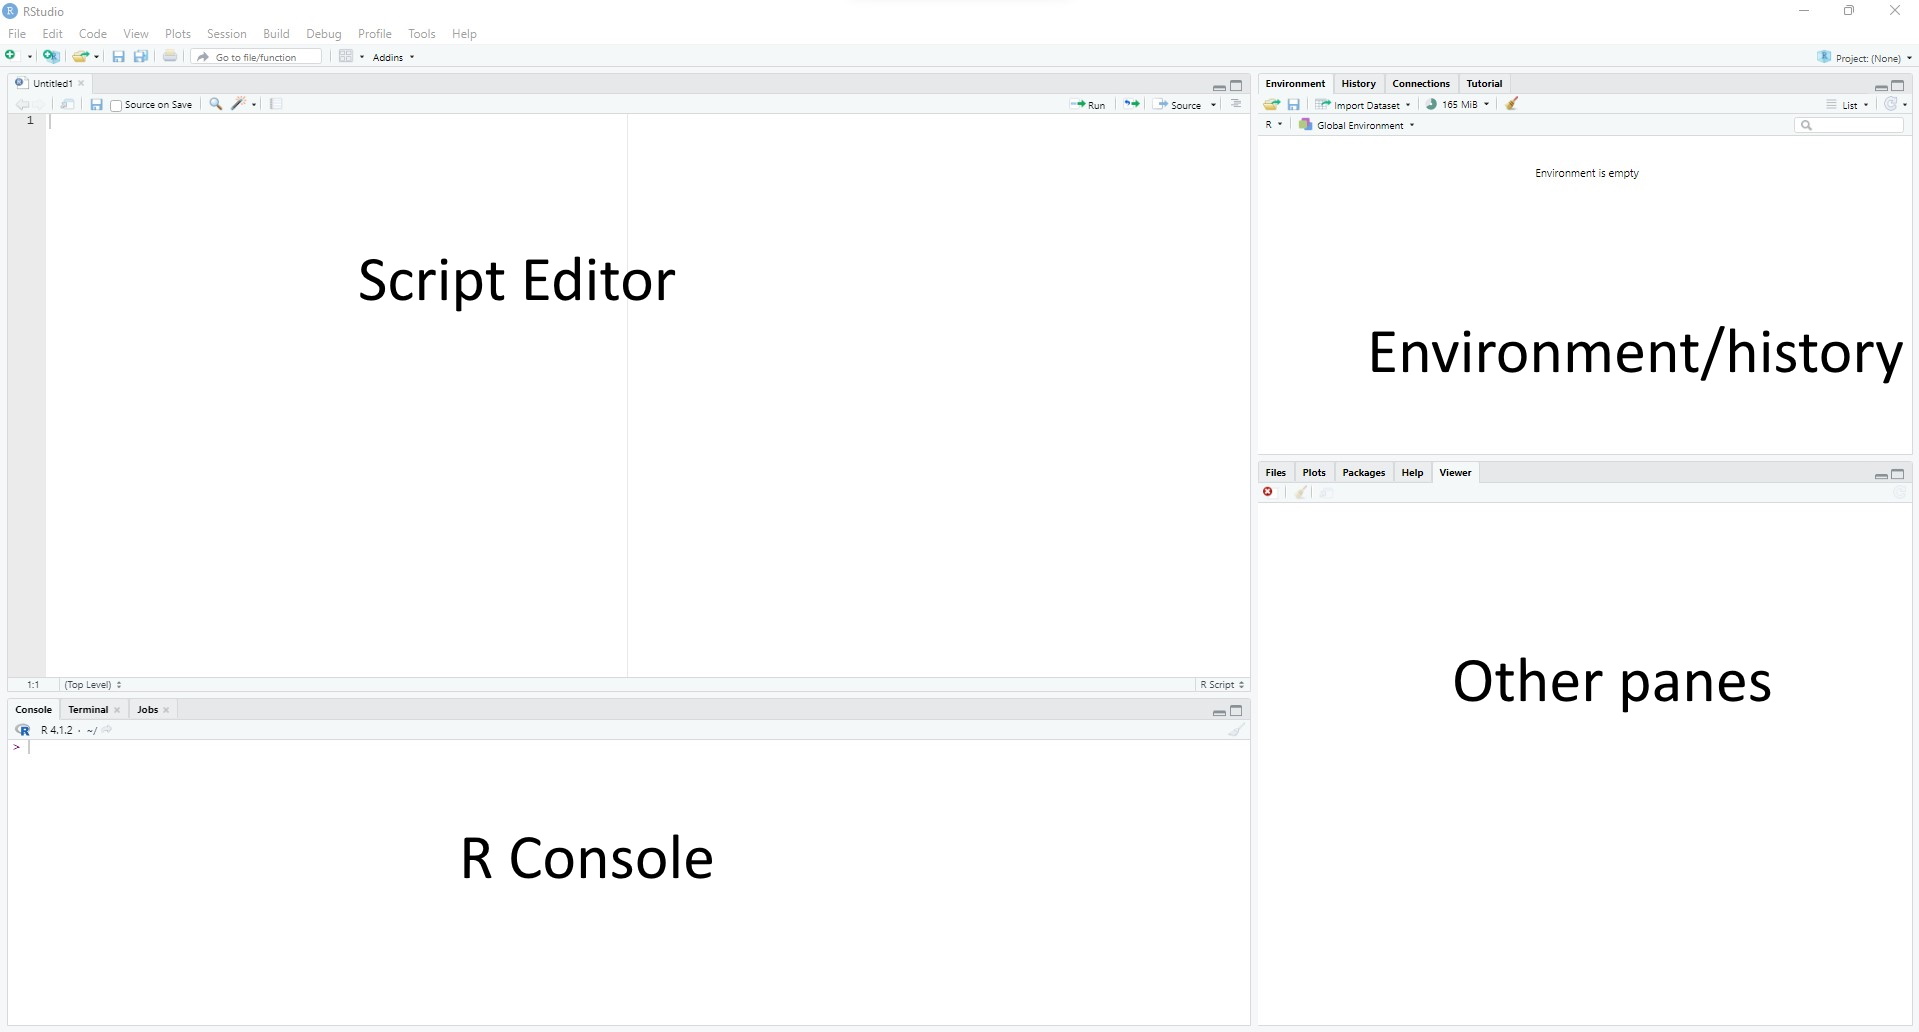 RStudio
File Edit Code View Plots Session Build Debug Profile Tools Help
Go to file/function Addins Project: (None)
Untitled1
Source on Save Run Source
1
Script Editor
1:1 (Top Level) R Script
Console Terminal Jobs
R 4.1.2 · ~/
>
R Console
Environment History Connections Tutorial
Import Dataset 165 MiB List
R Global Environment
Environment is empty
Environment/history
Files Plots Packages Help Viewer
Other panes